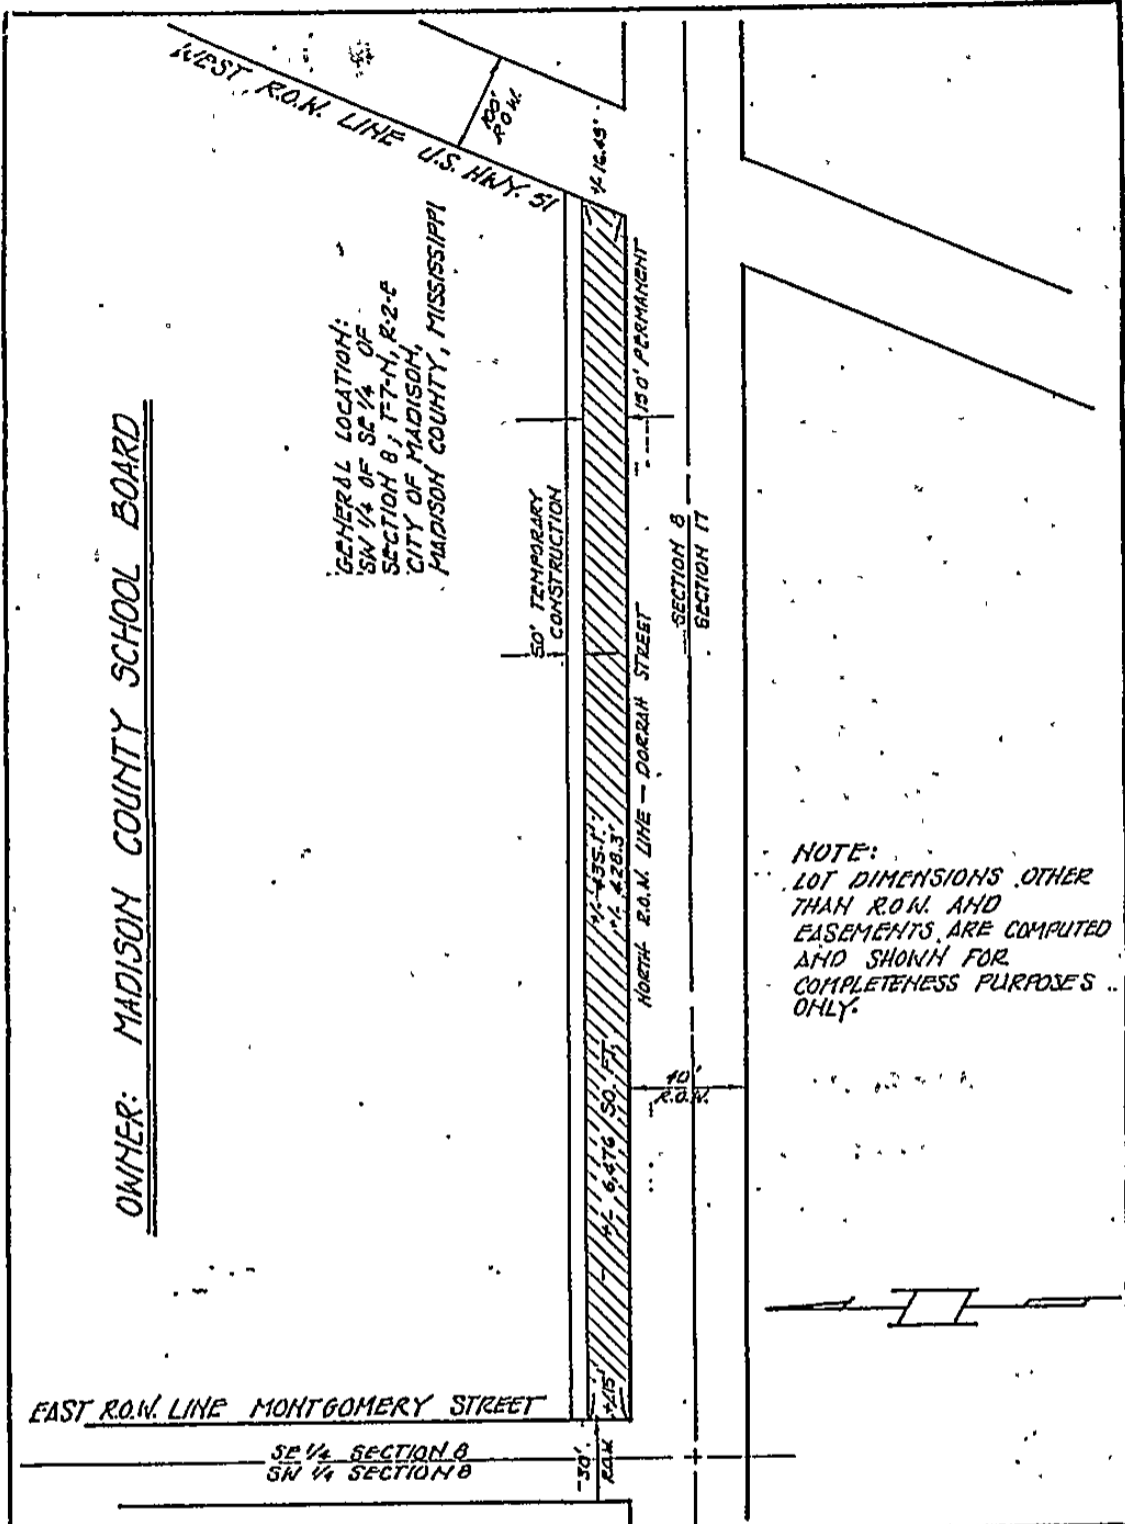 WEST R.O.W. LINE U.S. HWY. 51
100'
R.O.W.
+/- 16.45'
GENERAL LOCATION:
SW 1/4 OF SE 1/4 OF
SECTION 8, T-7-N, R-2-E
CITY OF MADISON,
MADISON COUNTY, MISSISSIPPI
OWNER: MADISON COUNTY SCHOOL BOARD
50' TEMPORARY
CONSTRUCTION
15.0' PERMANENT
SECTION 8
SECTION 17
NORTH R.O.W. LINE - DORRAH STREET
+/- 435.1'
+/- 428.3'
+/- 6,476 SQ. FT.
40'
R.O.W.
NOTE:
LOT DIMENSIONS OTHER
THAN R.O.W. AND
EASEMENTS ARE COMPUTED
AND SHOWN FOR
COMPLETENESS PURPOSES
ONLY.
+/- 15'
EAST R.O.W. LINE MONTGOMERY STREET
SE 1/4 SECTION 8
SW 1/4 SECTION 8
30'
R.O.W.